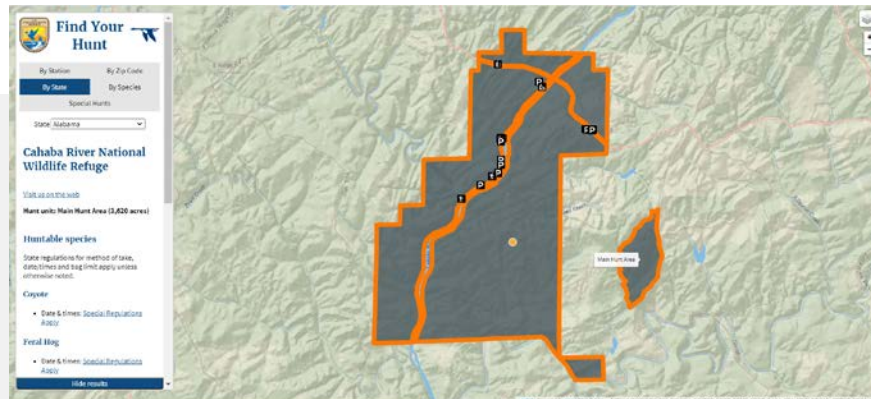 Find Your
Hunt
By Station
By Zip Code
By State
By Species
Special Hunts
State
Alabama
Cahaba River National
Wildlife Refuge
Visit us on the web
Hunt unit: Main Hunt Area (3,620 acres)
Huntable species
State regulations for method of take,
date/times and bag limit apply unless
otherwise noted.
Coyote
Date & times: Special Regulations
Apply
Feral Hog
Date & times: Special Regulations
Apply
Hide results
Main Hunt Area